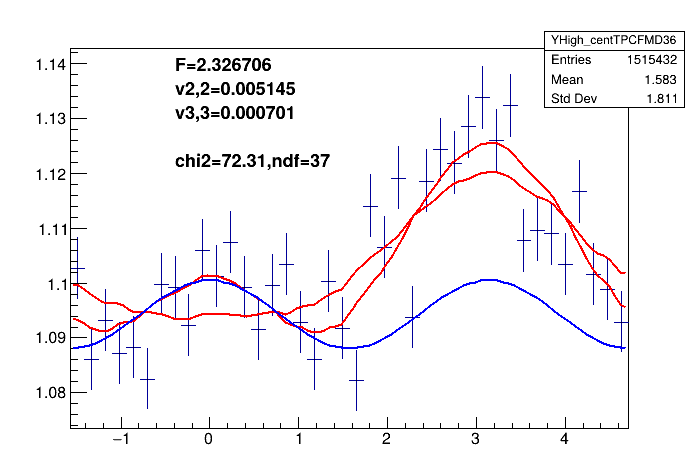 YHigh_centTPCFMD36
Entries 1515432
Mean 1.583
Std Dev 1.811
F=2.326706
v2,2=0.005145
v3,3=0.000701
chi2=72.31,ndf=37
1.14
1.13
1.12
1.11
1.1
1.09
1.08
−1 0 1 2 3 4